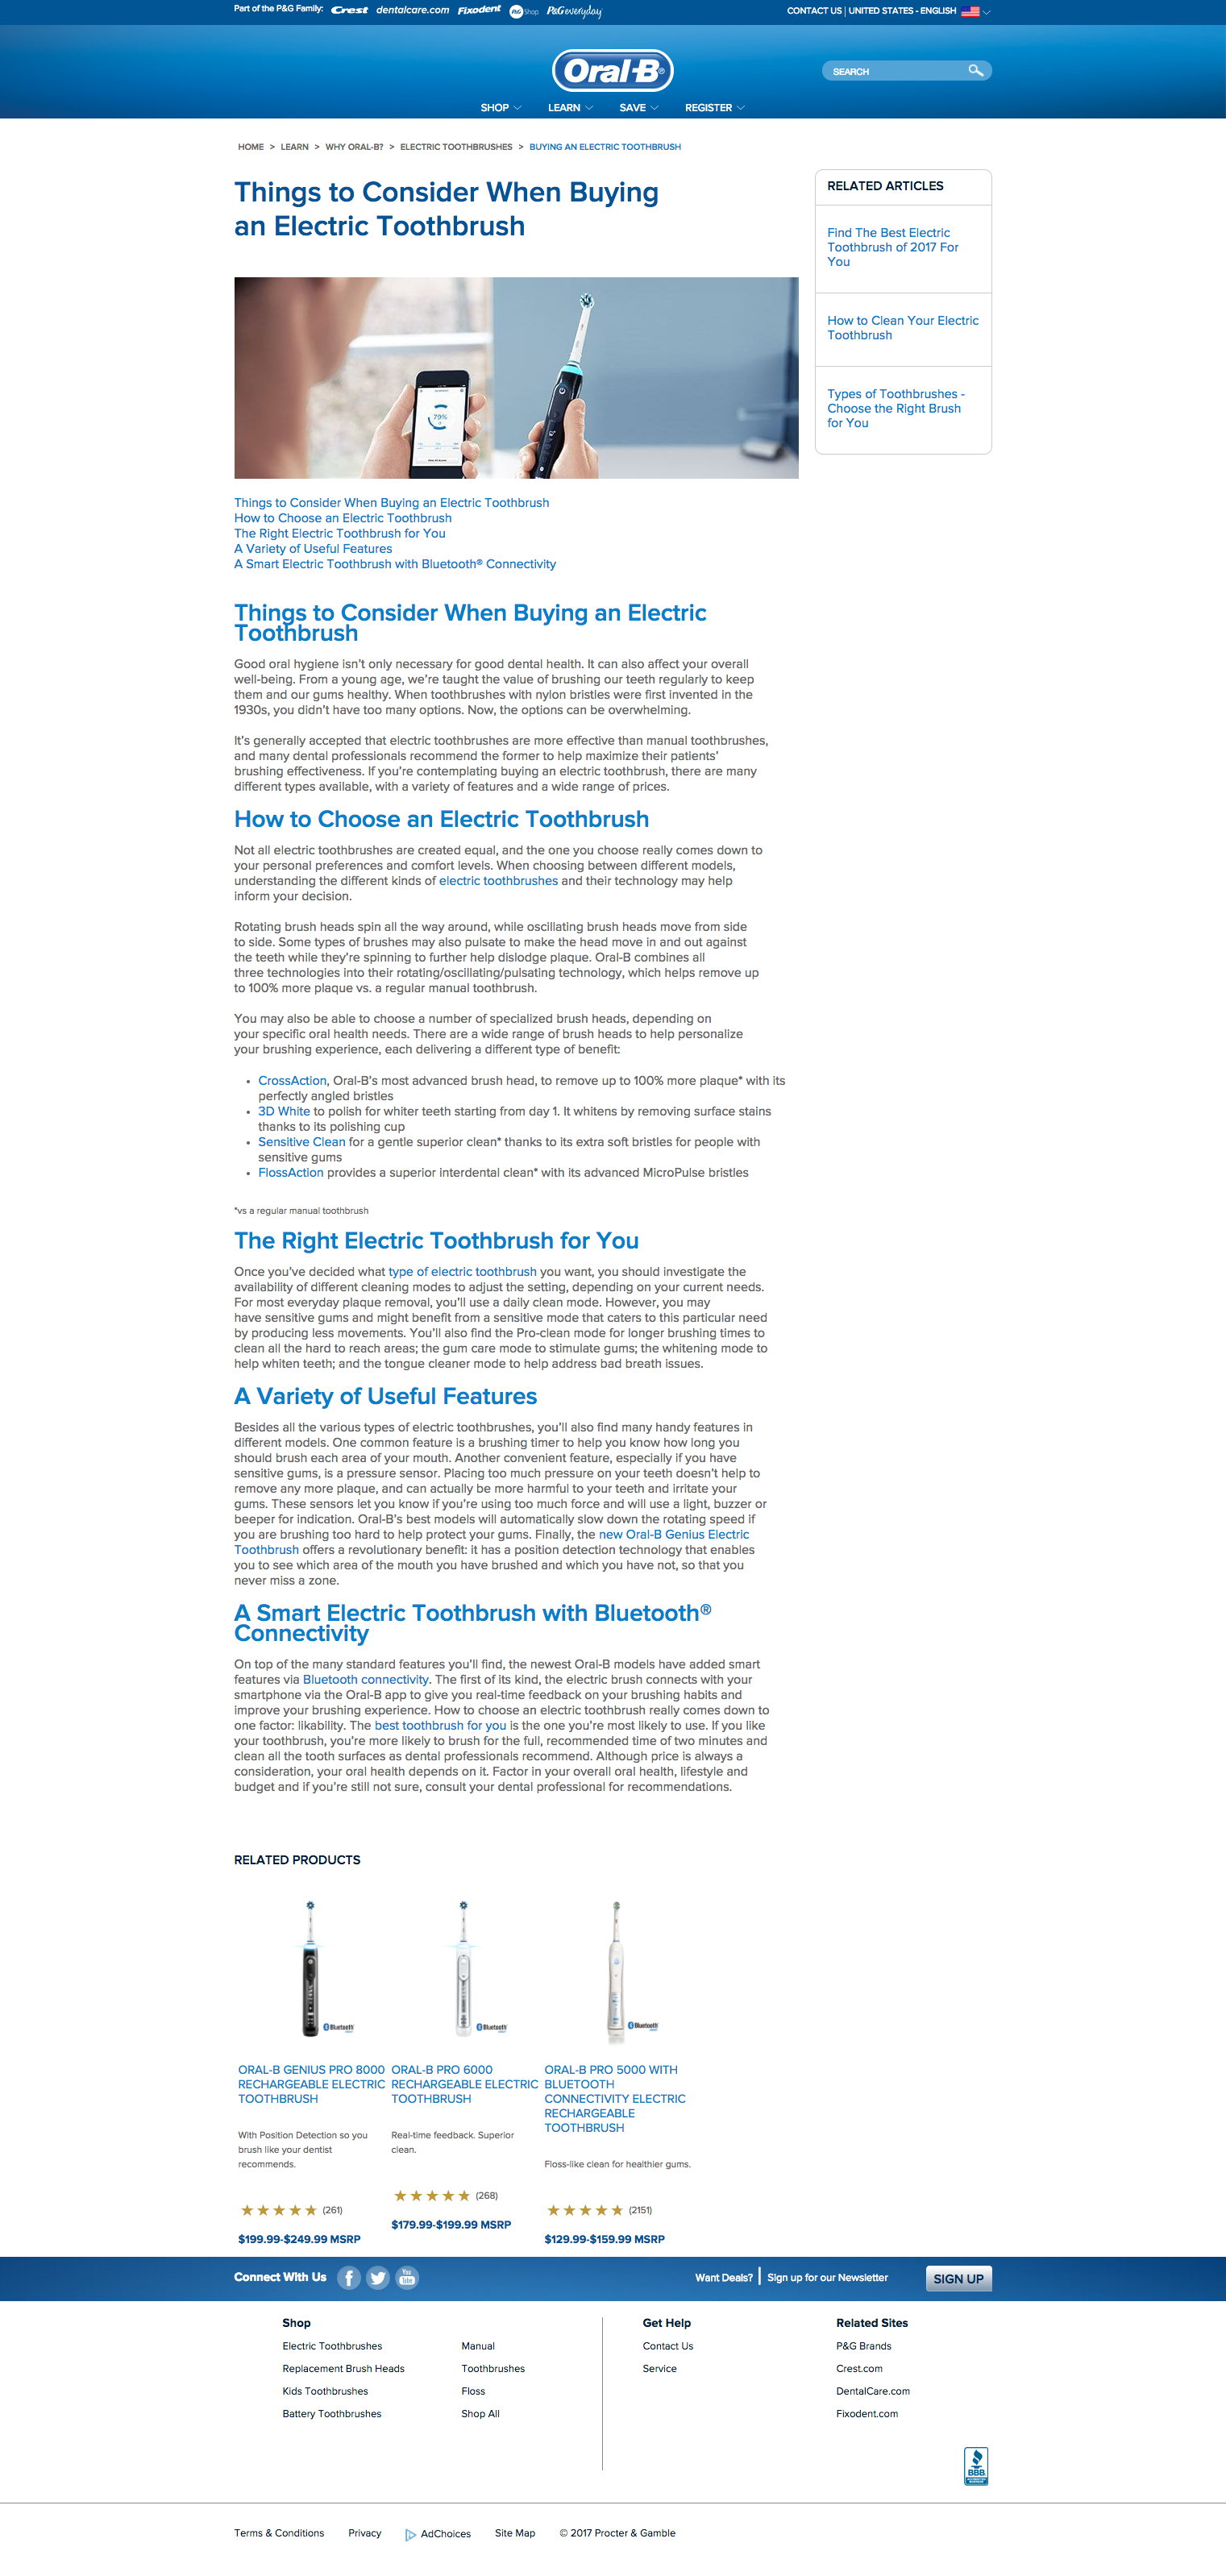 Part of the P&G Family: Crest dentalcare.com Fixodent P&G Shop P&G everyday
CONTACT US | UNITED STATES - ENGLISH
Oral-B®
SEARCH
SHOP LEARN SAVE REGISTER
HOME > LEARN > WHY ORAL-B? > ELECTRIC TOOTHBRUSHES > BUYING AN ELECTRIC TOOTHBRUSH
Things to Consider When Buying
an Electric Toothbrush
RELATED ARTICLES
Find The Best Electric
Toothbrush of 2017 For
You
How to Clean Your Electric
Toothbrush
Types of Toothbrushes -
Choose the Right Brush
for You
79%
Things to Consider When Buying an Electric Toothbrush
How to Choose an Electric Toothbrush
The Right Electric Toothbrush for You
A Variety of Useful Features
A Smart Electric Toothbrush with Bluetooth® Connectivity
Things to Consider When Buying an Electric
Toothbrush
Good oral hygiene isn't only necessary for good dental health. It can also affect your overall
well-being. From a young age, we're taught the value of brushing our teeth regularly to keep
them and our gums healthy. When toothbrushes with nylon bristles were first invented in the
1930s, you didn't have too many options. Now, the options can be overwhelming.
It's generally accepted that electric toothbrushes are more effective than manual toothbrushes,
and many dental professionals recommend the former to help maximize their patients'
brushing effectiveness. If you're contemplating buying an electric toothbrush, there are many
different types available, with a variety of features and a wide range of prices.
How to Choose an Electric Toothbrush
Not all electric toothbrushes are created equal, and the one you choose really comes down to
your personal preferences and comfort levels. When choosing between different models,
understanding the different kinds of electric toothbrushes and their technology may help
inform your decision.
Rotating brush heads spin all the way around, while oscillating brush heads move from side
to side. Some types of brushes may also pulsate to make the head move in and out against
the teeth while they're spinning to further help dislodge plaque. Oral-B combines all
three technologies into their rotating/oscillating/pulsating technology, which helps remove up
to 100% more plaque vs. a regular manual toothbrush.
You may also be able to choose a number of specialized brush heads, depending on
your specific oral health needs. There are a wide range of brush heads to help personalize
your brushing experience, each delivering a different type of benefit:
• CrossAction, Oral-B's most advanced brush head, to remove up to 100% more plaque* with its
perfectly angled bristles
• 3D White to polish for whiter teeth starting from day 1. It whitens by removing surface stains
thanks to its polishing cup
• Sensitive Clean for a gentle superior clean* thanks to its extra soft bristles for people with
sensitive gums
• FlossAction provides a superior interdental clean* with its advanced MicroPulse bristles
*vs a regular manual toothbrush
The Right Electric Toothbrush for You
Once you've decided what type of electric toothbrush you want, you should investigate the
availability of different cleaning modes to adjust the setting, depending on your current needs.
For most everyday plaque removal, you'll use a daily clean mode. However, you may
have sensitive gums and might benefit from a sensitive mode that caters to this particular need
by producing less movements. You'll also find the Pro-clean mode for longer brushing times to
clean all the hard to reach areas; the gum care mode to stimulate gums; the whitening mode to
help whiten teeth; and the tongue cleaner mode to help address bad breath issues.
A Variety of Useful Features
Besides all the various types of electric toothbrushes, you'll also find many handy features in
different models. One common feature is a brushing timer to help you know how long you
should brush each area of your mouth. Another convenient feature, especially if you have
sensitive gums, is a pressure sensor. Placing too much pressure on your teeth doesn't help to
remove any more plaque, and can actually be more harmful to your teeth and irritate your
gums. These sensors let you know if you're using too much force and will use a light, buzzer or
beeper for indication. Oral-B's best models will automatically slow down the rotating speed if
you are brushing too hard to help protect your gums. Finally, the new Oral-B Genius Electric
Toothbrush offers a revolutionary benefit: it has a position detection technology that enables
you to see which area of the mouth you have brushed and which you have not, so that you
never miss a zone.
A Smart Electric Toothbrush with Bluetooth®
Connectivity
On top of the many standard features you'll find, the newest Oral-B models have added smart
features via Bluetooth connectivity. The first of its kind, the electric brush connects with your
smartphone via the Oral-B app to give you real-time feedback on your brushing habits and
improve your brushing experience. How to choose an electric toothbrush really comes down to
one factor: likability. The best toothbrush for you is the one you're most likely to use. If you like
your toothbrush, you're more likely to brush for the full, recommended time of two minutes and
clean all the tooth surfaces as dental professionals recommend. Although price is always a
consideration, your oral health depends on it. Factor in your overall oral health, lifestyle and
budget and if you're still not sure, consult your dental professional for recommendations.
RELATED PRODUCTS
Bluetooth
Bluetooth
Bluetooth
ORAL-B GENIUS PRO 8000
RECHARGEABLE ELECTRIC
TOOTHBRUSH
With Position Detection so you
brush like your dentist
recommends.
(261)
$199.99-$249.99 MSRP
ORAL-B PRO 6000
RECHARGEABLE ELECTRIC
TOOTHBRUSH
Real-time feedback. Superior
clean.
(268)
$179.99-$199.99 MSRP
ORAL-B PRO 5000 WITH
BLUETOOTH
CONNECTIVITY ELECTRIC
RECHARGEABLE
TOOTHBRUSH
Floss-like clean for healthier gums.
(2151)
$129.99-$159.99 MSRP
Connect With Us
You Tube
Want Deals? | Sign up for our Newsletter
SIGN UP
Shop
Electric Toothbrushes
Replacement Brush Heads
Kids Toothbrushes
Battery Toothbrushes
Manual
Toothbrushes
Floss
Shop All
Get Help
Contact Us
Service
Related Sites
P&G Brands
Crest.com
DentalCare.com
Fixodent.com
BBB
Terms & Conditions Privacy AdChoices Site Map © 2017 Procter & Gamble